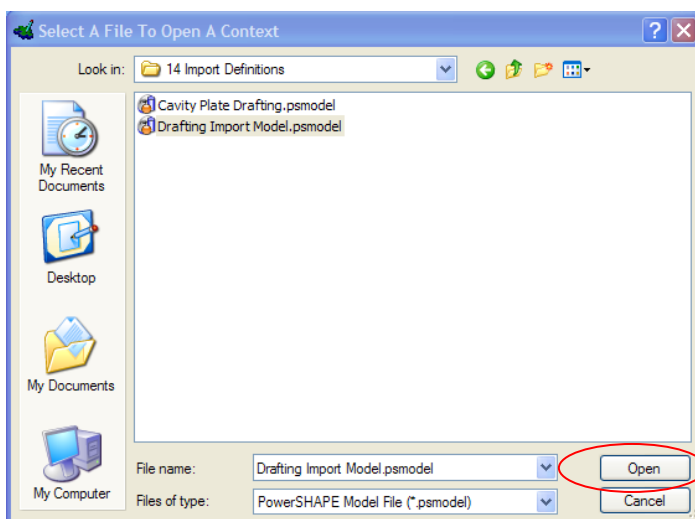 Select A File To Open A Context
Look in: 14 Import Definitions
Cavity Plate Drafting.psmodel
Drafting Import Model.psmodel
My Recent
Documents
Desktop
My Documents
My Computer
File name: Drafting Import Model.psmodel Open
Files of type: PowerSHAPE Model File (*.psmodel) Cancel